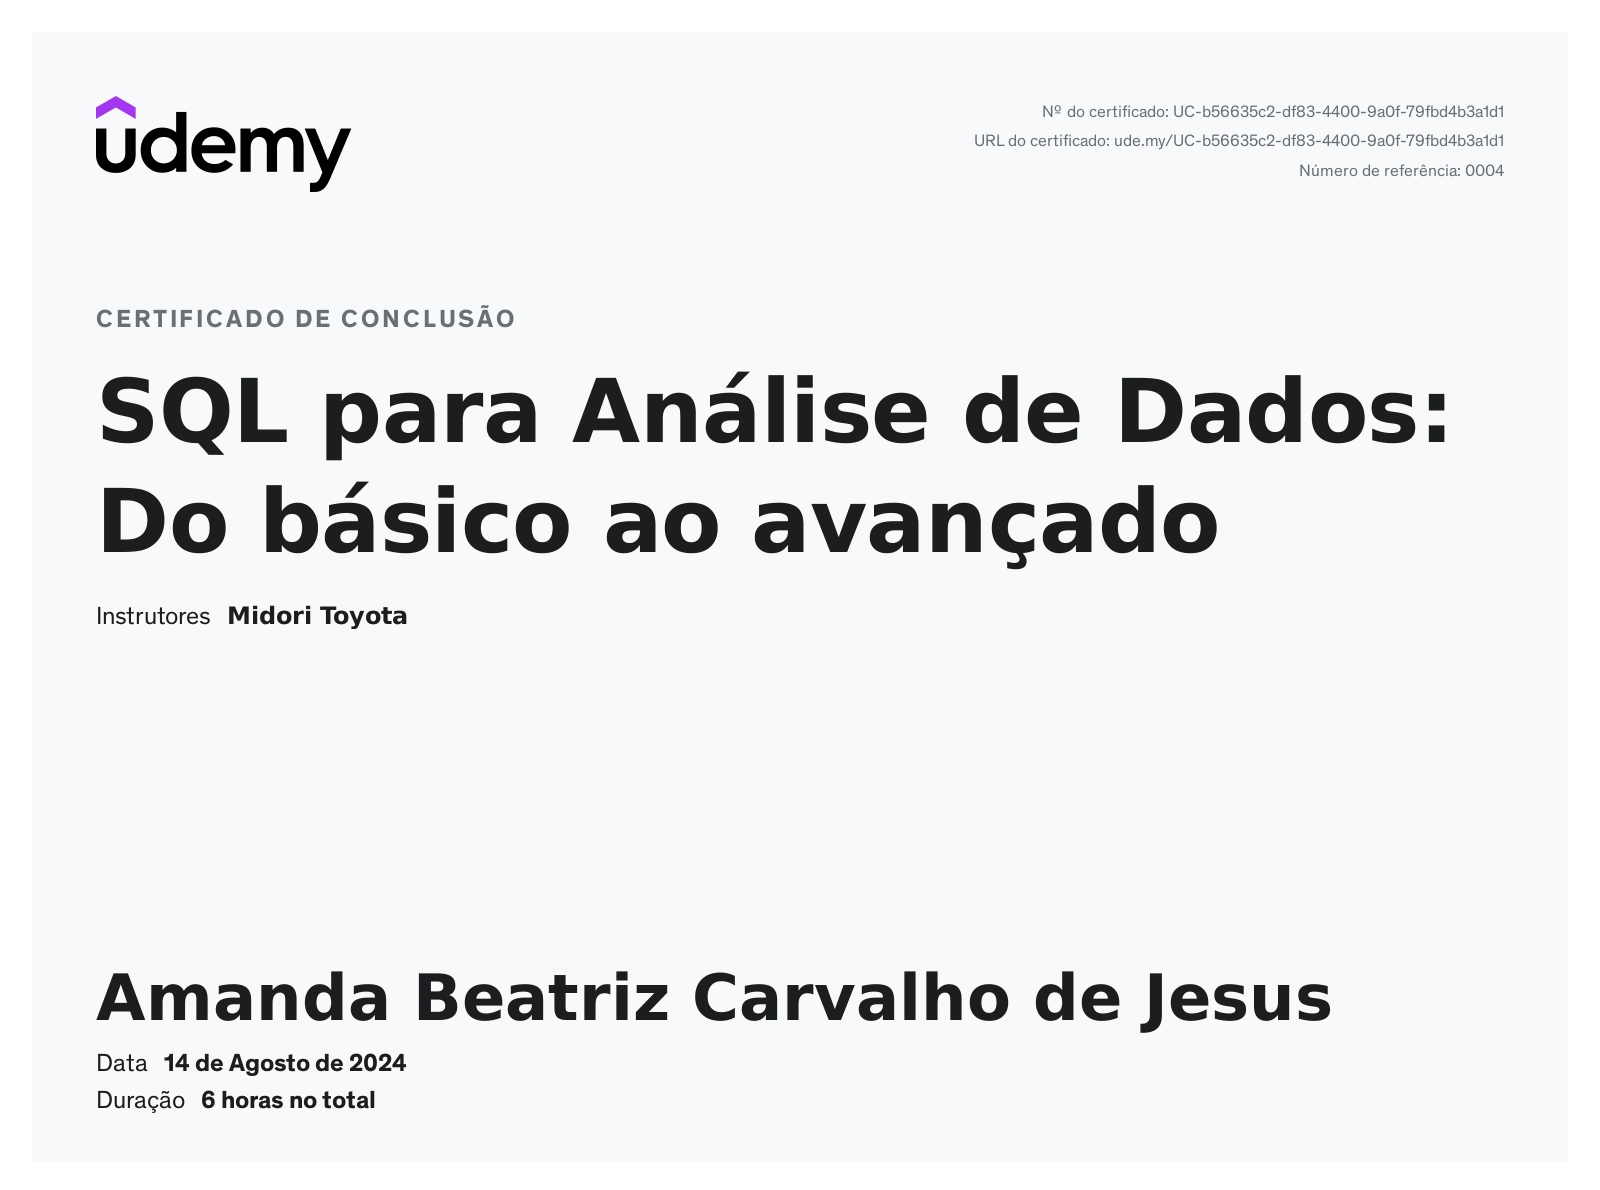 udemy
Nº do certificado: UC-b56635c2-df83-4400-9a0f-79fbd4b3a1d1
URL do certificado: ude.my/UC-b56635c2-df83-4400-9a0f-79fbd4b3a1d1
Número de referência: 0004
CERTIFICADO DE CONCLUSÃO
SQL para Análise de Dados:
Do básico ao avançado
Instrutores Midori Toyota
Amanda Beatriz Carvalho de Jesus
Data 14 de Agosto de 2024
Duração 6 horas no total